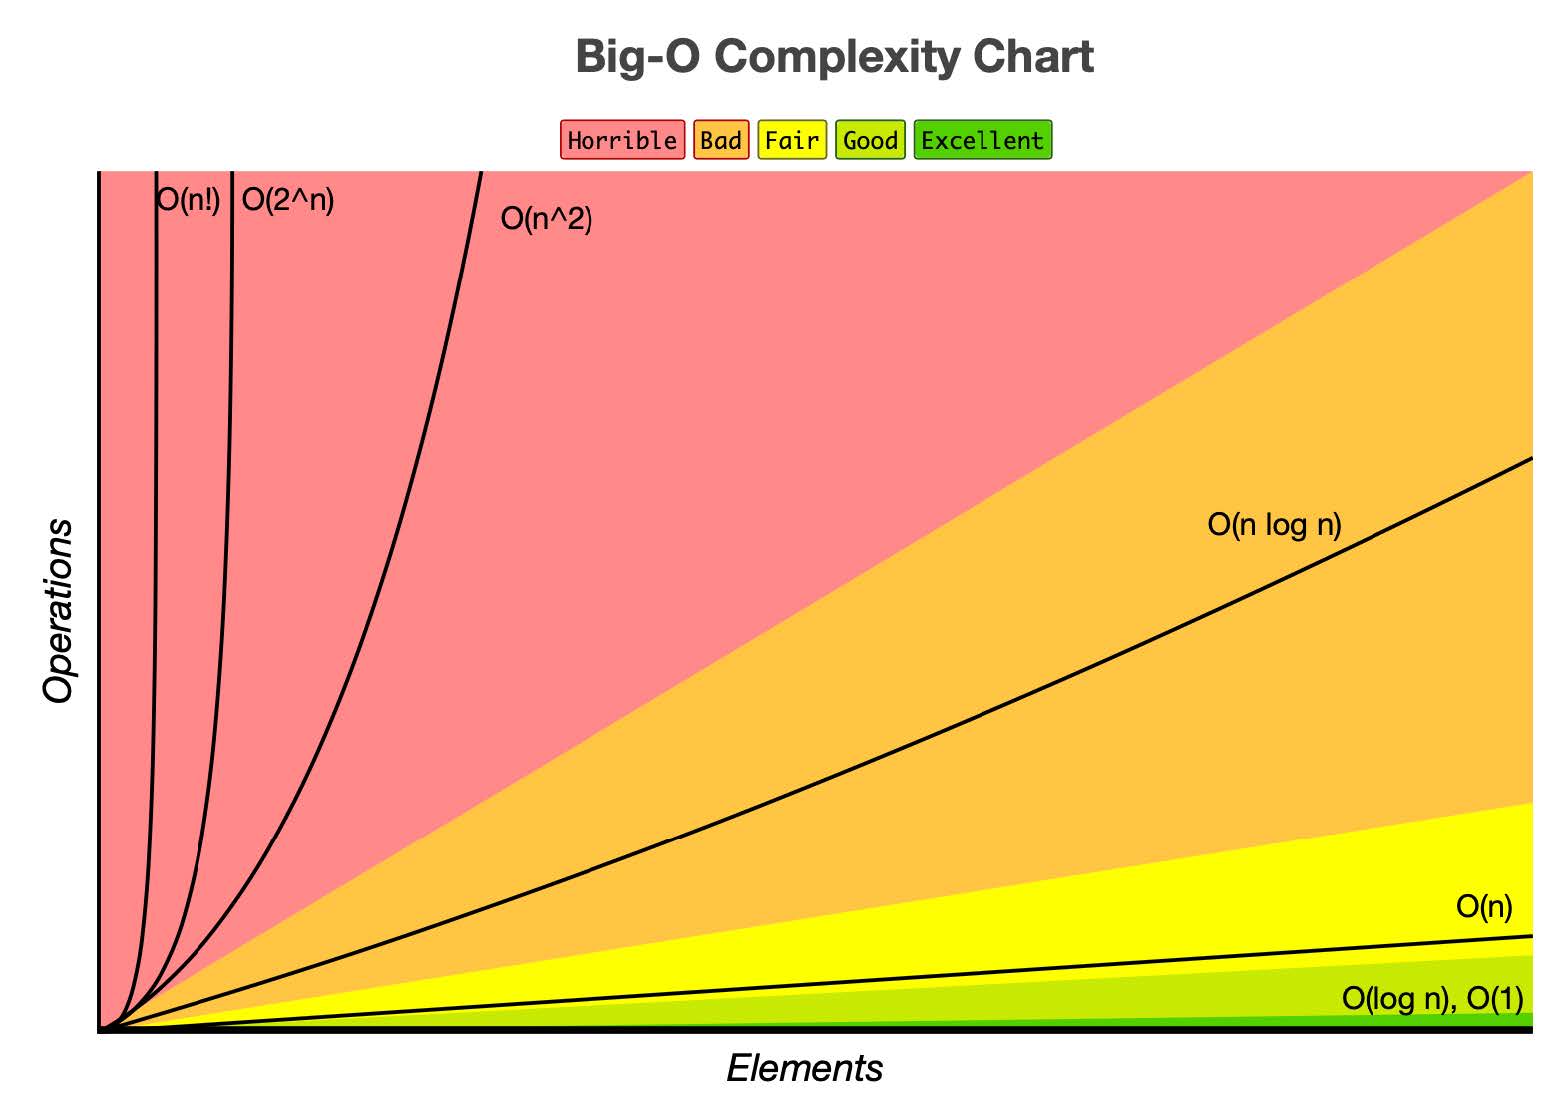 Big-O Complexity Chart
Horrible Bad Fair Good Excellent
O(n!) O(2^n)
O(n^2)
O(n log n)
O(n)
O(log n), O(1)
Operations
Elements